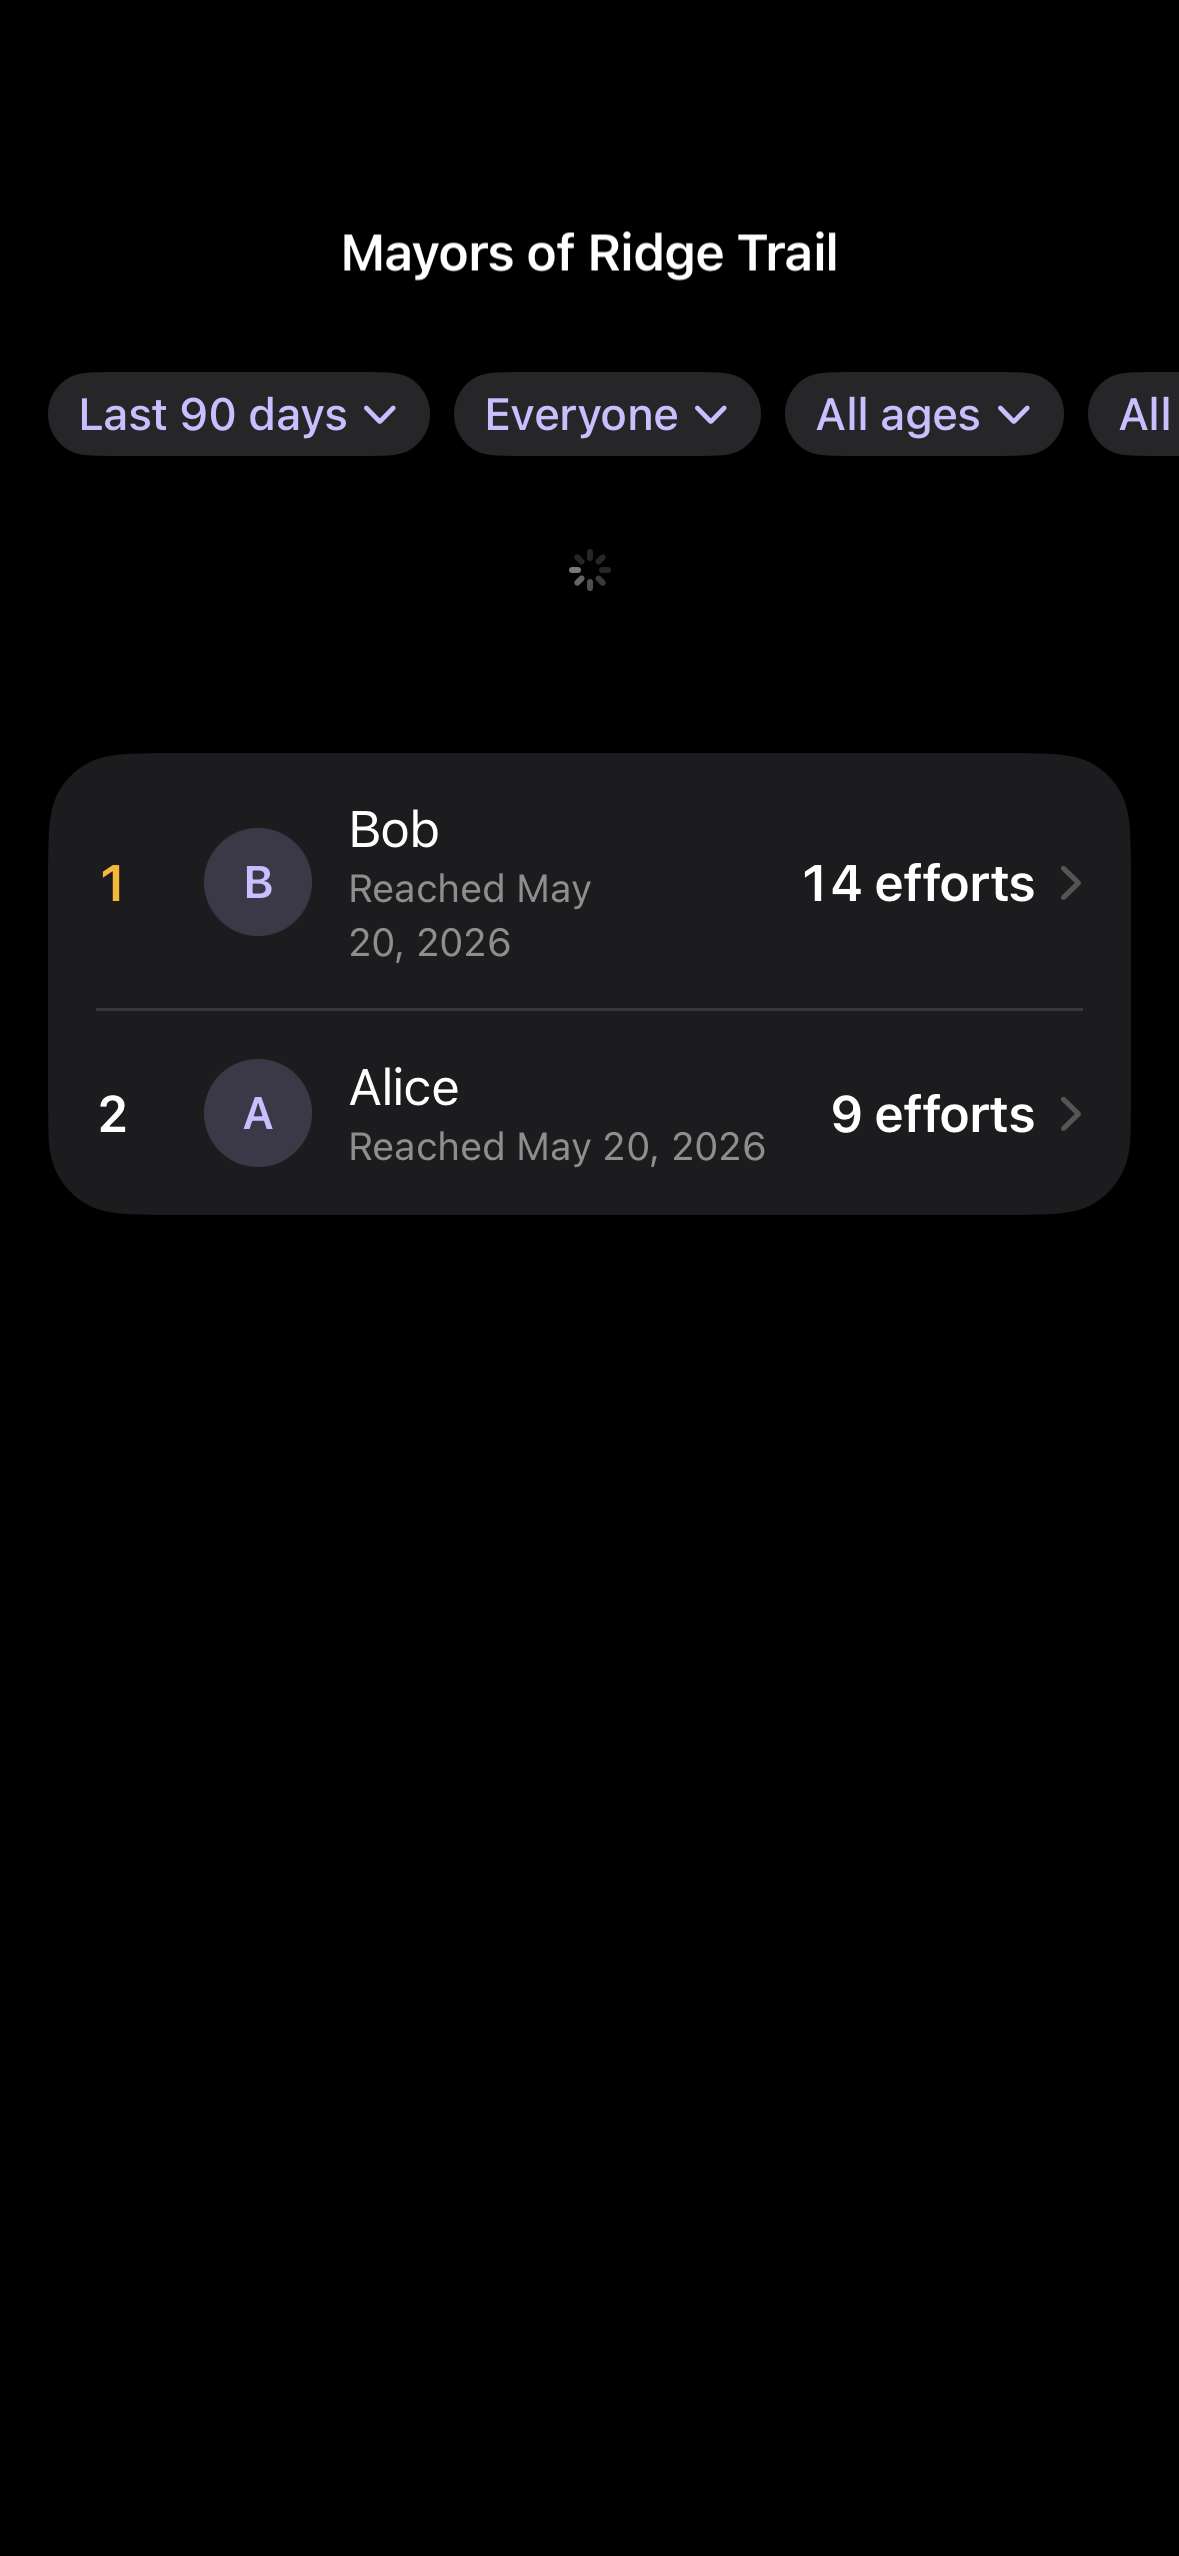 Mayors of Ridge Trail
Last 90 days Everyone All ages All
1 B Bob 14 efforts
Reached May
20, 2026
2 A Alice 9 efforts
Reached May 20, 2026